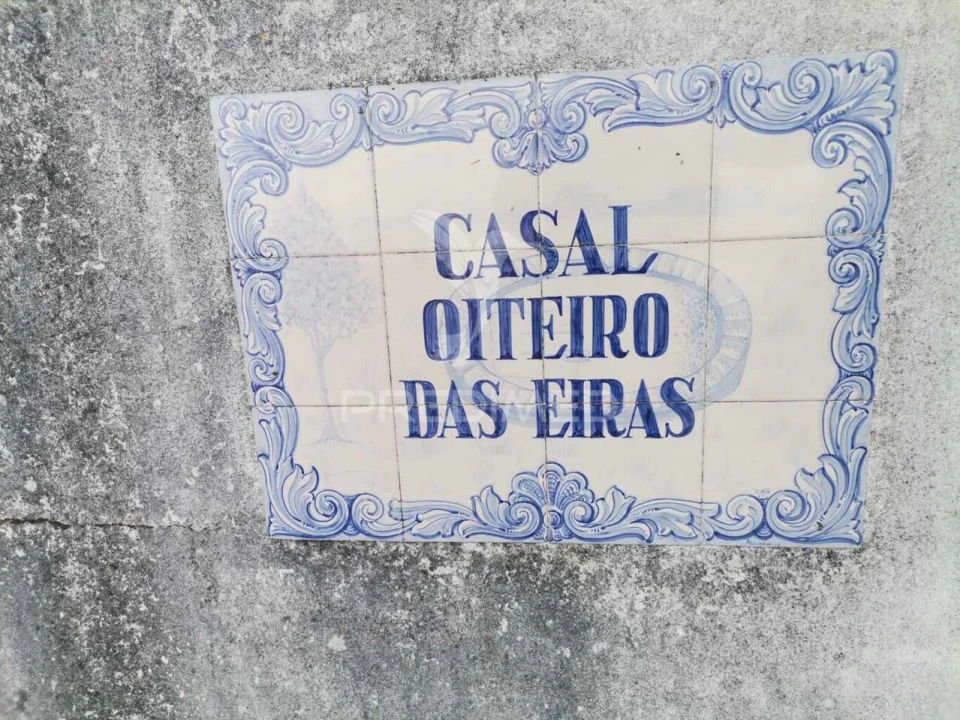 CASAL
OITEIRO
DAS EIRAS